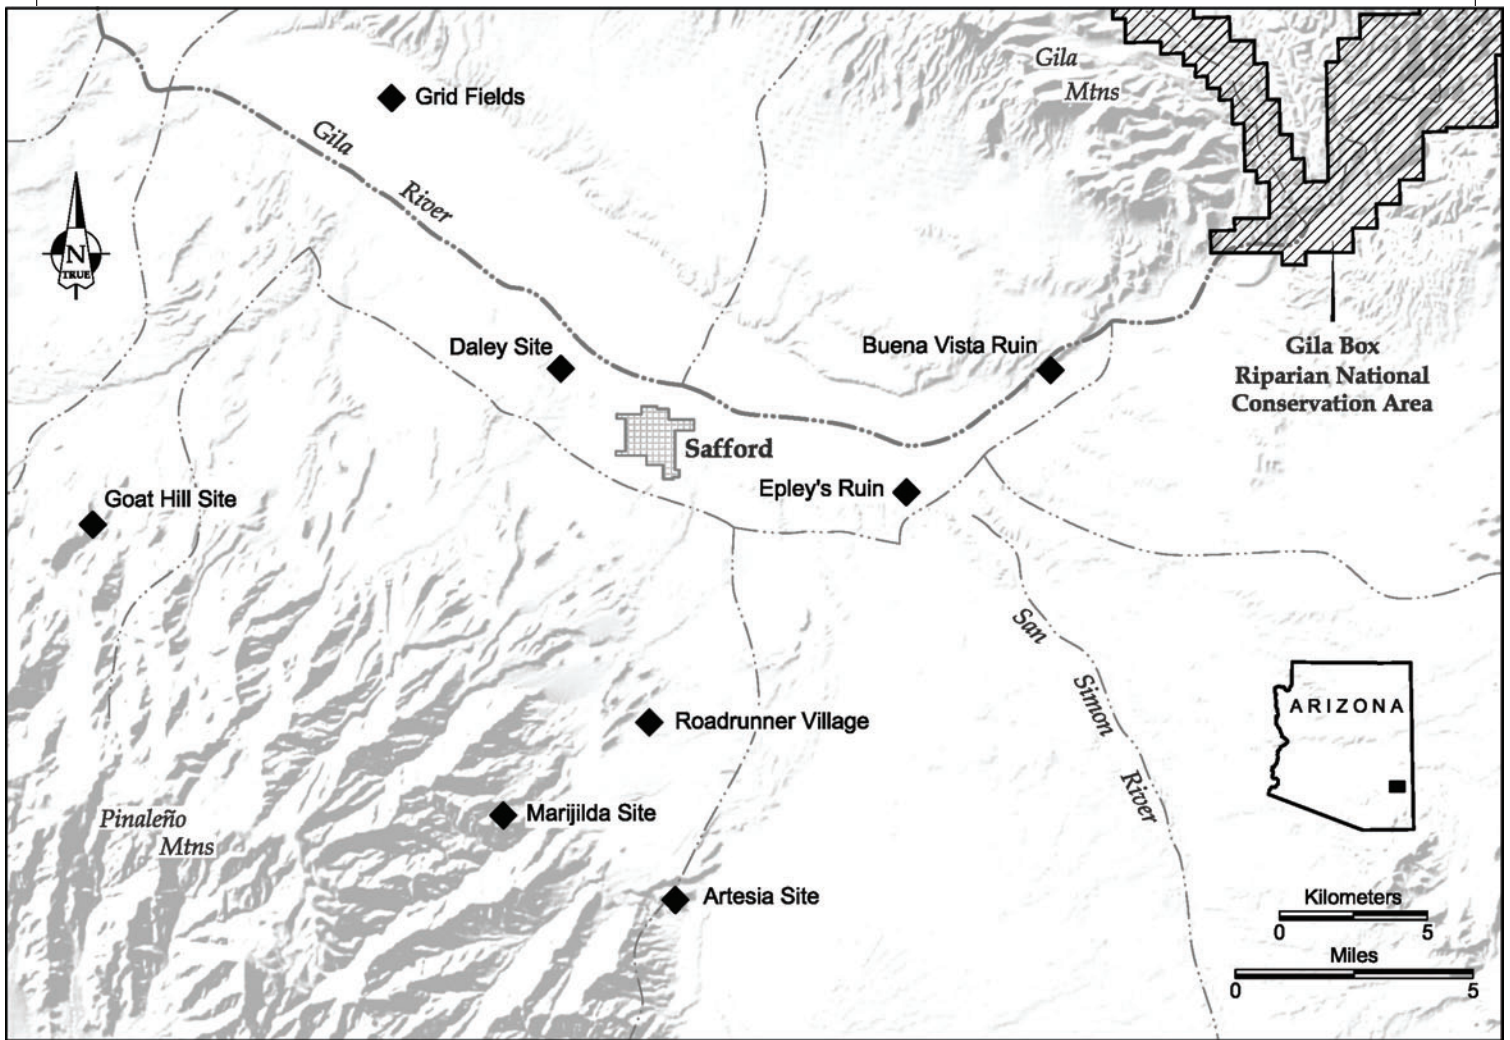 Gila
Mtns
Grid Fields
Gila
River
N
TRUE
Daley Site
Buena Vista Ruin
Gila Box
Riparian National
Conservation Area
Safford
Epley's Ruin
Goat Hill Site
San
Simon
River
ARIZONA
Roadrunner Village
Marijilda Site
Pinaleño
Mtns
Artesia Site
Kilometers
0 5
Miles
0 5